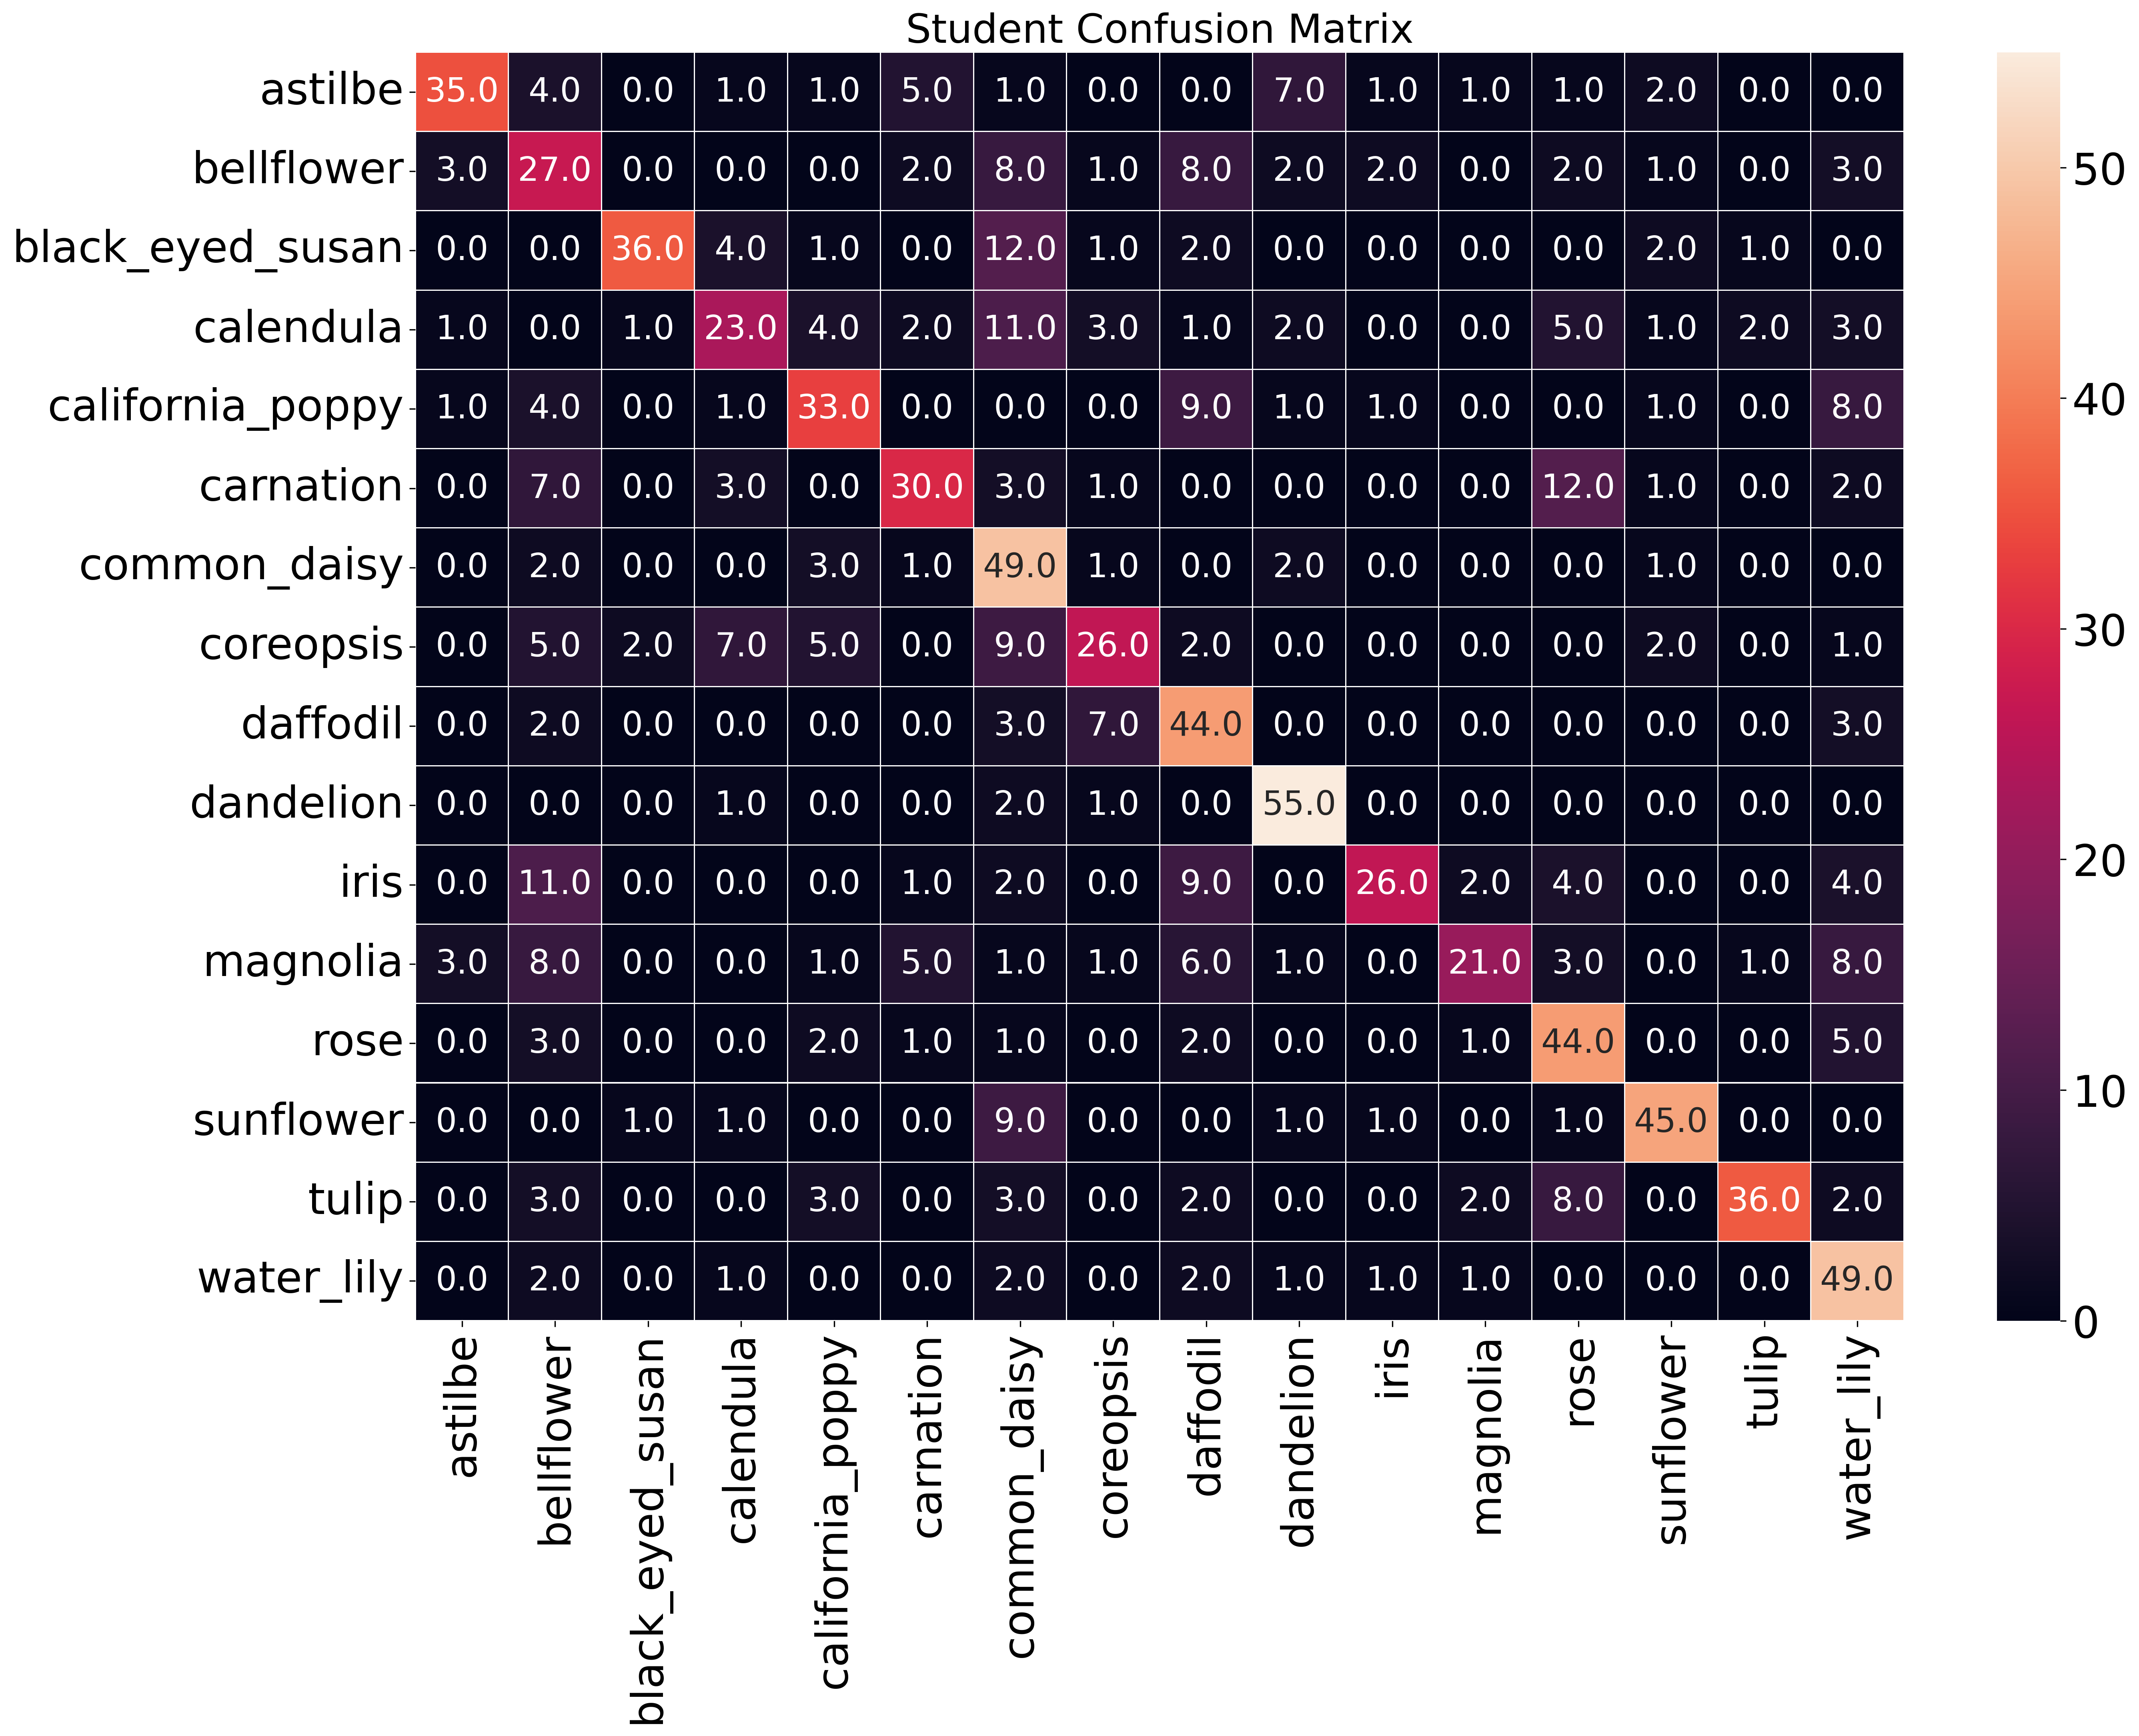 Student Confusion Matrix
astilbe 35.0 4.0 0.0 1.0 1.0 5.0 1.0 0.0 0.0 7.0 1.0 1.0 1.0 2.0 0.0 0.0
bellflower 3.0 27.0 0.0 0.0 0.0 2.0 8.0 1.0 8.0 2.0 2.0 0.0 2.0 1.0 0.0 3.0 50
black_eyed_susan 0.0 0.0 36.0 4.0 1.0 0.0 12.0 1.0 2.0 0.0 0.0 0.0 0.0 2.0 1.0 0.0
calendula 1.0 0.0 1.0 23.0 4.0 2.0 11.0 3.0 1.0 2.0 0.0 0.0 5.0 1.0 2.0 3.0
california_poppy 1.0 4.0 0.0 1.0 33.0 0.0 0.0 0.0 9.0 1.0 1.0 0.0 0.0 1.0 0.0 8.0 40
carnation 0.0 7.0 0.0 3.0 0.0 30.0 3.0 1.0 0.0 0.0 0.0 0.0 12.0 1.0 0.0 2.0
common_daisy 0.0 2.0 0.0 0.0 3.0 1.0 49.0 1.0 0.0 2.0 0.0 0.0 0.0 1.0 0.0 0.0
coreopsis 0.0 5.0 2.0 7.0 5.0 0.0 9.0 26.0 2.0 0.0 0.0 0.0 0.0 2.0 0.0 1.0 30
daffodil 0.0 2.0 0.0 0.0 0.0 0.0 3.0 7.0 44.0 0.0 0.0 0.0 0.0 0.0 0.0 3.0
dandelion 0.0 0.0 0.0 1.0 0.0 0.0 2.0 1.0 0.0 55.0 0.0 0.0 0.0 0.0 0.0 0.0
iris 0.0 11.0 0.0 0.0 0.0 1.0 2.0 0.0 9.0 0.0 26.0 2.0 4.0 0.0 0.0 4.0 20
magnolia 3.0 8.0 0.0 0.0 1.0 5.0 1.0 1.0 6.0 1.0 0.0 21.0 3.0 0.0 1.0 8.0
rose 0.0 3.0 0.0 0.0 2.0 1.0 1.0 0.0 2.0 0.0 0.0 1.0 44.0 0.0 0.0 5.0
sunflower 0.0 0.0 1.0 1.0 0.0 0.0 9.0 0.0 0.0 1.0 1.0 0.0 1.0 45.0 0.0 0.0 10
tulip 0.0 3.0 0.0 0.0 3.0 0.0 3.0 0.0 2.0 0.0 0.0 2.0 8.0 0.0 36.0 2.0
water_lily 0.0 2.0 0.0 1.0 0.0 0.0 2.0 0.0 2.0 1.0 1.0 1.0 0.0 0.0 0.0 49.0 0
astilbe
bellflower
black_eyed_susan
calendula
california_poppy
carnation
common_daisy
coreopsis
daffodil
dandelion
iris
magnolia
rose
sunflower
tulip
water_lily